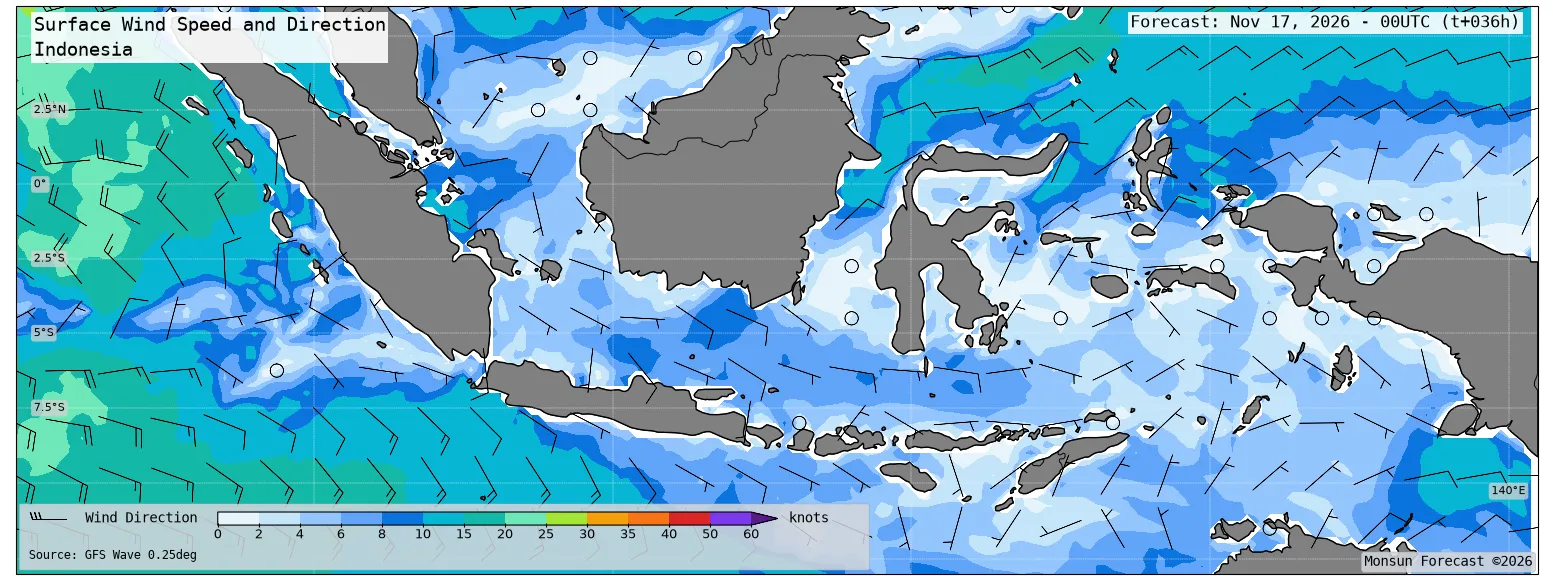 Surface Wind Speed and Direction
Indonesia
Forecast: Nov 17, 2026 - 00UTC (t+036h)
2.5°N
0°
2.5°S
5°S
7.5°S
140°E
Wind Direction
0 2 4 6 8 10 15 20 25 30 35 40 50 60 knots
Source: GFS Wave 0.25deg
Monsun Forecast ©2026